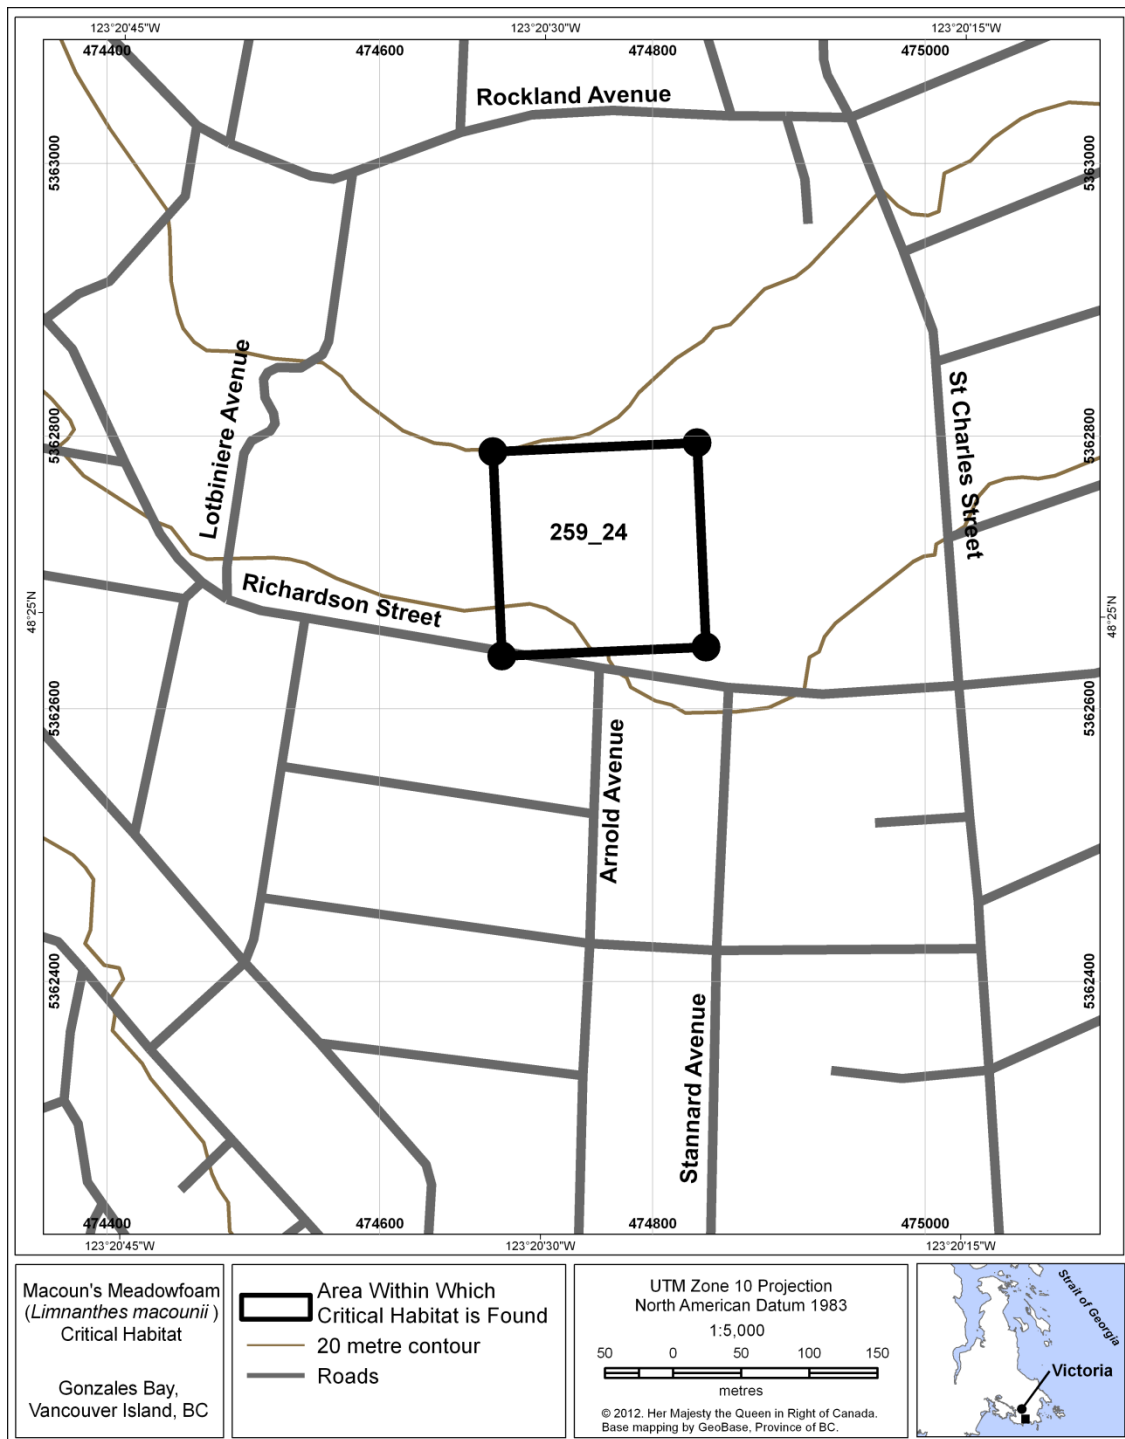 123°20'45"W
123°20'30"W
123°20'15"W
474400
474600
474800
475000
Rockland Avenue
5363000
5363000
Lotbiniere Avenue
St Charles Street
5362800
5362800
259_24
Richardson Street
48°25'N
48°25'N
5362600
5362600
Arnold Avenue
Stannard Avenue
5362400
5362400
474400
474600
474800
475000
123°20'45"W
123°20'30"W
123°20'15"W
Macoun's Meadowfoam
(Limnanthes macounii)
Critical Habitat
Gonzales Bay,
Vancouver Island, BC
Area Within Which
Critical Habitat is Found
20 metre contour
Roads
UTM Zone 10 Projection
North American Datum 1983
1:5,000
50 0 50 100 150
metres
© 2012. Her Majesty the Queen in Right of Canada.
Base mapping by GeoBase, Province of BC.
Strait of Georgia
Victoria